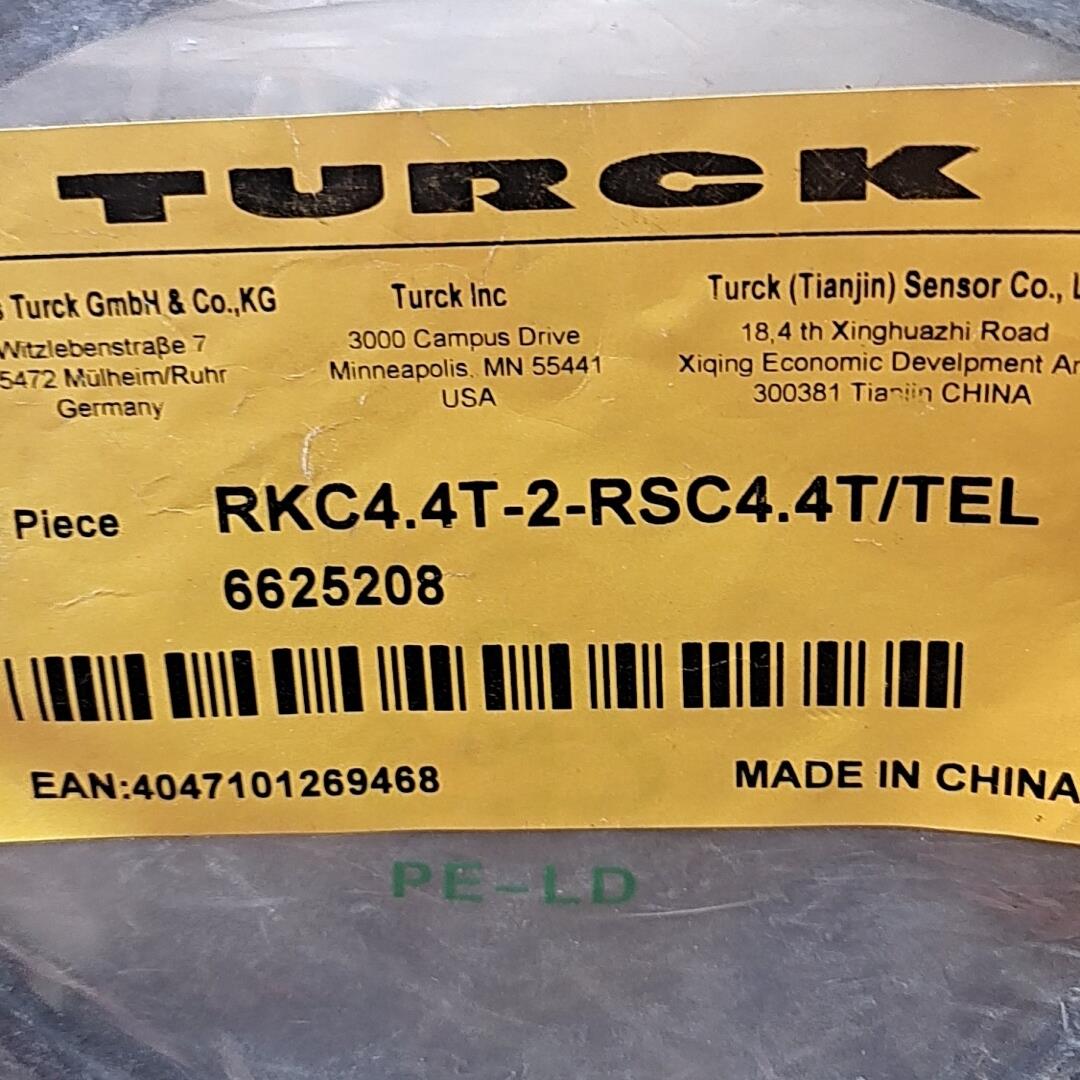 TURCK
Turck GmbH & Co.,KG
Witzlebenstraße 7
5472 Mülheim/Ruhr
Germany
Turck Inc
3000 Campus Drive
Minneapolis, MN 55441
USA
Turck (Tianjin) Sensor Co.,
18,4 th Xinghuazhi Road
Xiqing Economic Develpment
300381 Tianjin CHINA
Piece RKC4.4T-2-RSC4.4T/TEL
6625208
EAN:4047101269468
MADE IN CHINA
PE-LD